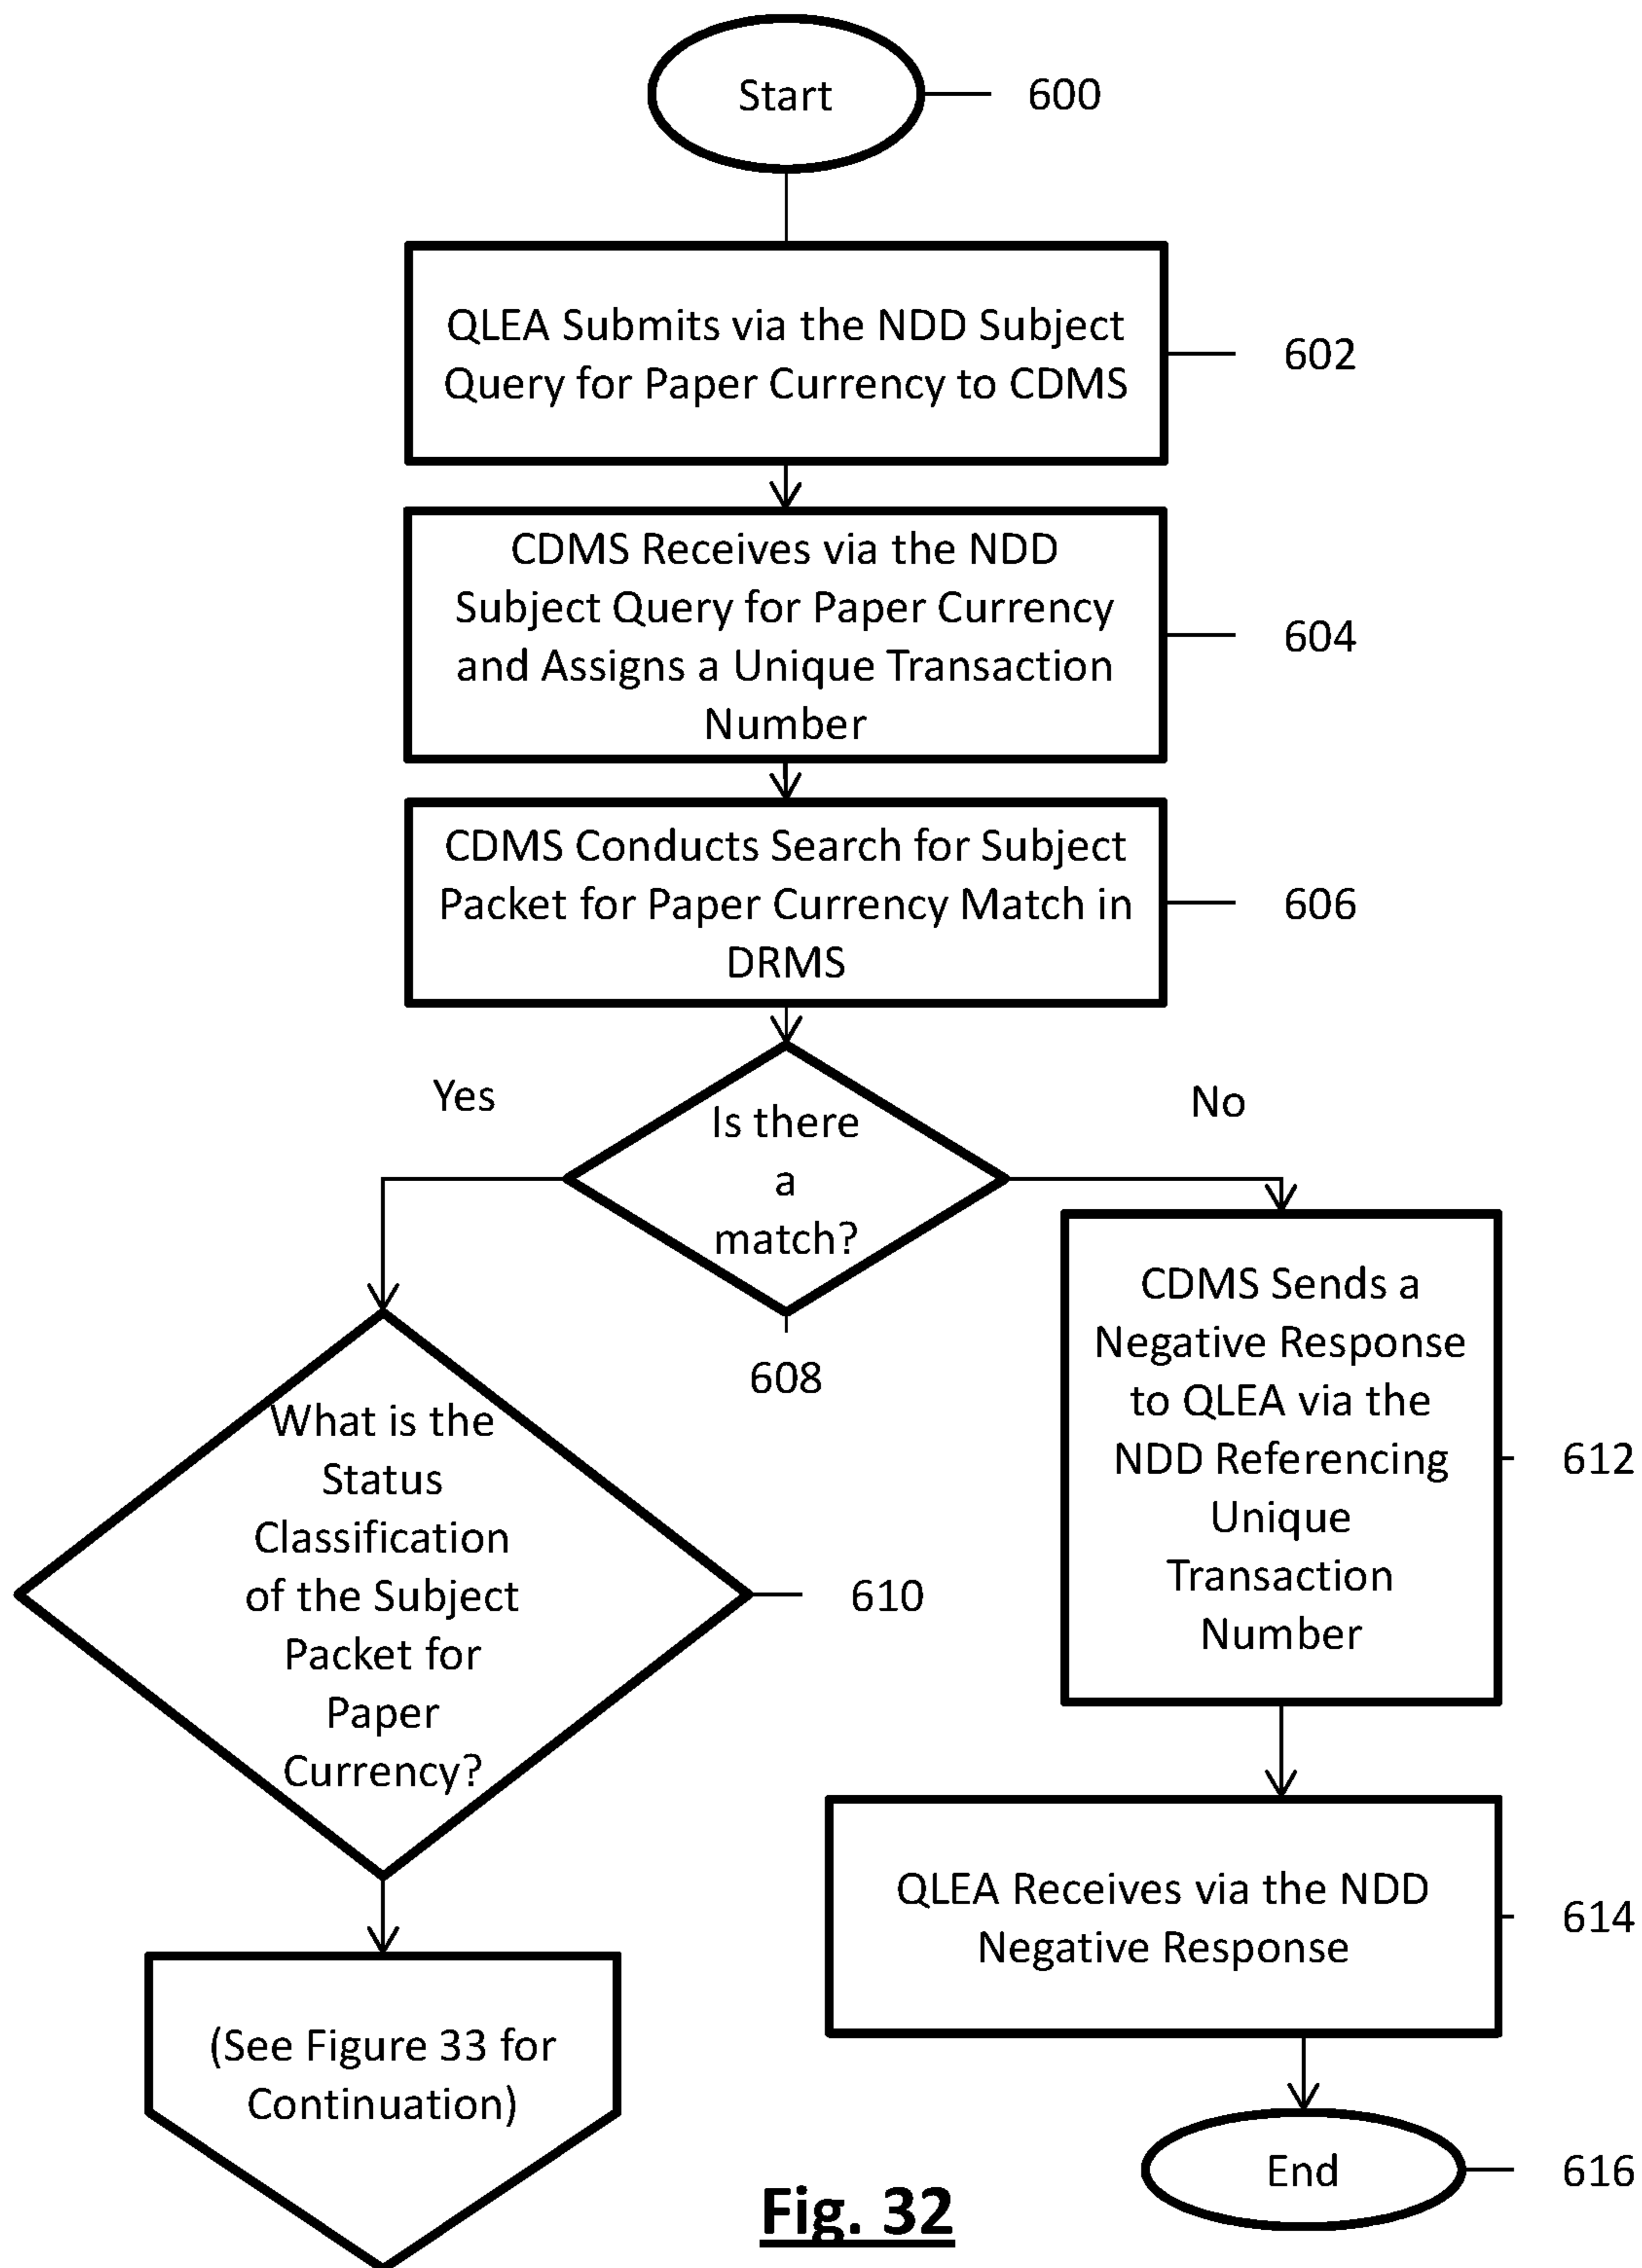 Start
600
QLEA Submits via the NDD Subject
Query for Paper Currency to CDMS
602
CDMS Receives via the NDD
Subject Query for Paper Currency
and Assigns a Unique Transaction
Number
604
CDMS Conducts Search for Subject
Packet for Paper Currency Match in
DRMS
606
Yes
Is there
a
match?
No
608
What is the
Status
Classification
of the Subject
Packet for
Paper
Currency?
610
CDMS Sends a
Negative Response
to QLEA via the
NDD Referencing
Unique
Transaction
Number
612
QLEA Receives via the NDD
Negative Response
614
(See Figure 33 for
Continuation)
End
616
Fig. 32